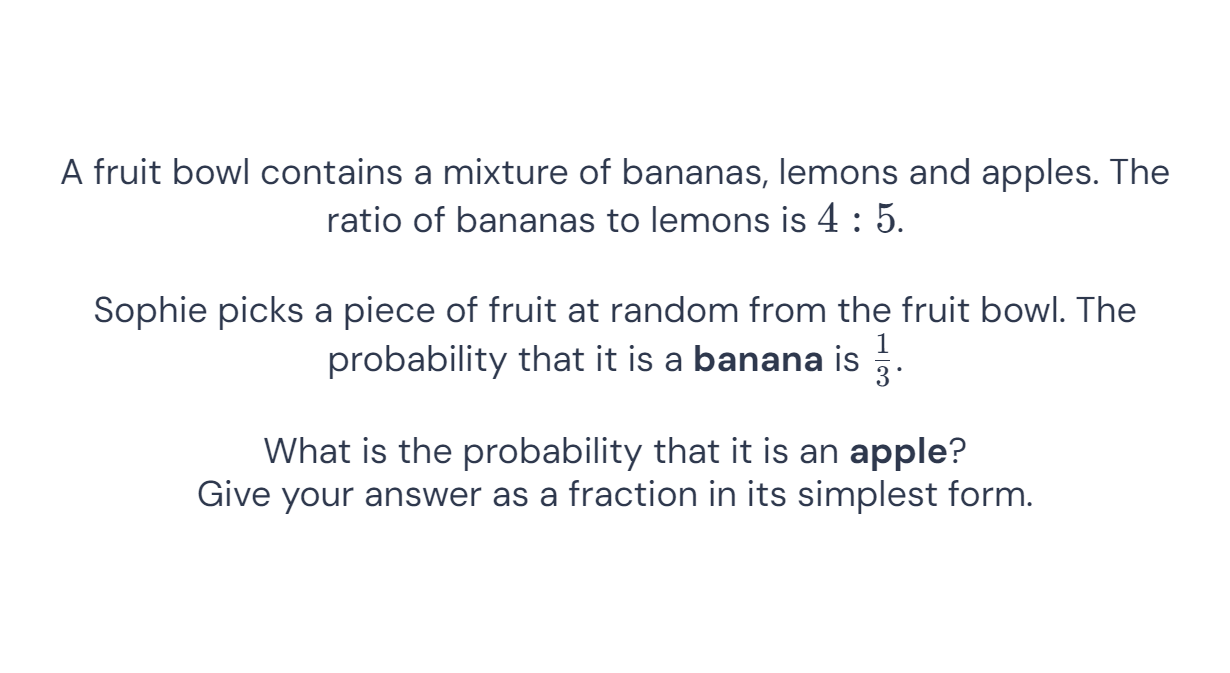 A fruit bowl contains a mixture of bananas, lemons and apples. The
ratio of bananas to lemons is 4 : 5.
Sophie picks a piece of fruit at random from the fruit bowl. The
probability that it is a banana is 1/3.
What is the probability that it is an apple?
Give your answer as a fraction in its simplest form.